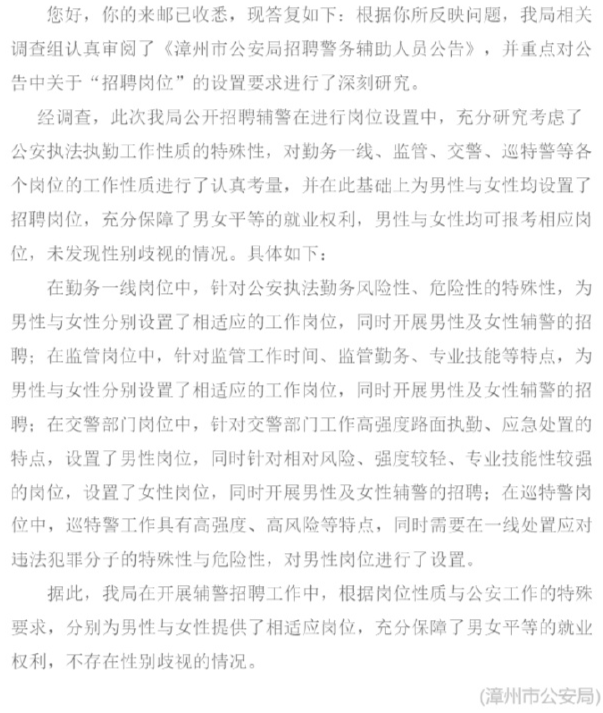 您好，你的来邮已收悉，现答复如下：根据你所反映问题，我局相关
调查组认真审阅了《漳州市公安局招聘警务辅助人员公告》，并重点对公
告中关于“招聘岗位”的设置要求进行了深刻研究。
经调查，此次我局公开招聘辅警在进行岗位设置中，充分研究考虑了
公安执法执勤工作性质的特殊性，对勤务一线、监管、交警、巡特警等各
个岗位的工作性质进行了认真考量，并在此基础上为男性与女性均设置了
招聘岗位，充分保障了男女平等的就业权利，男性与女性均可报考相应岗
位，未发现性别歧视的情况。具体如下：
在勤务一线岗位中，针对公安执法勤务风险性、危险性的特殊性，为
男性与女性分别设置了相适应的工作岗位，同时开展男性及女性辅警的招
聘；在监管岗位中，针对监管工作时间、监管勤务、专业技能等特点，为
男性与女性分别设置了相适应的工作岗位，同时开展男性及女性辅警的招
聘；在交警部门岗位中，针对交警部门工作高强度路面执勤、应急处置的
特点，设置了男性岗位，同时针对相对风险、强度较轻、专业技能性较强
的岗位，设置了女性岗位，同时开展男性及女性辅警的招聘；在巡特警岗
位中，巡特警工作具有高强度、高风险等特点，同时需要在一线处置应对
违法犯罪分子的特殊性与危险性，对男性岗位进行了设置。
据此，我局在开展辅警招聘工作中，根据岗位性质与公安工作的特殊
要求，分别为男性与女性提供了相适应岗位，充分保障了男女平等的就业
权利，不存在性别歧视的情况。
(漳州市公安局)